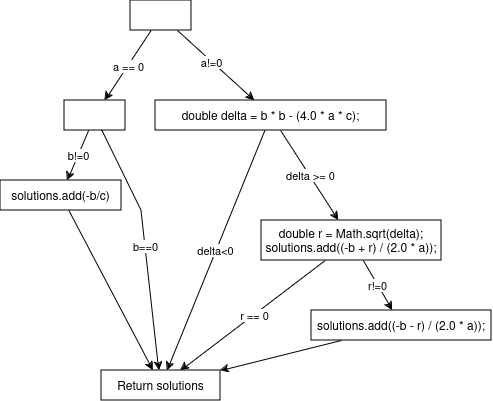 a == 0
a!=0
double delta = b * b - (4.0 * a * c);
b!=0
delta >= 0
solutions.add(-b/c)
b==0
delta<0
double r = Math.sqrt(delta);
solutions.add((-b + r) / (2.0 * a));
r!=0
r == 0
solutions.add((-b - r) / (2.0 * a));
Return solutions